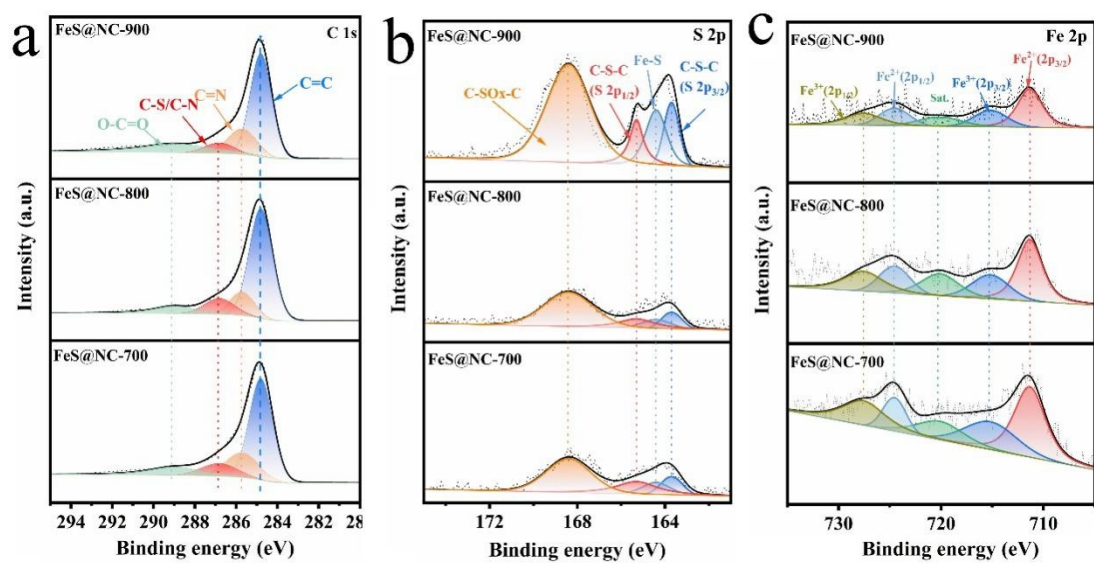 a
FeS@NC-900
C 1s
C-S/C-N
C=N
C=C
O-C=O
FeS@NC-800
FeS@NC-700
Intensity (a.u.)
295 292 290 288 286 284 282 28
Binding energy (eV)
b
FeS@NC-900
S 2p
C-SOx-C
C-S-C
(S 2p1/2)
Fe-S
C-S-C
(S 2p3/2)
FeS@NC-800
FeS@NC-700
Intensity (a.u.)
172 168 164
Binding energy (eV)
c
FeS@NC-900
Fe 2p
Fe3+(2p1/2)
Fe2+(2p1/2)
Sat.
Fe3+(2p3/2)
Fe2+(2p3/2)
FeS@NC-800
FeS@NC-700
Intensity (a.u.)
730 720 710
Binding energy (eV)